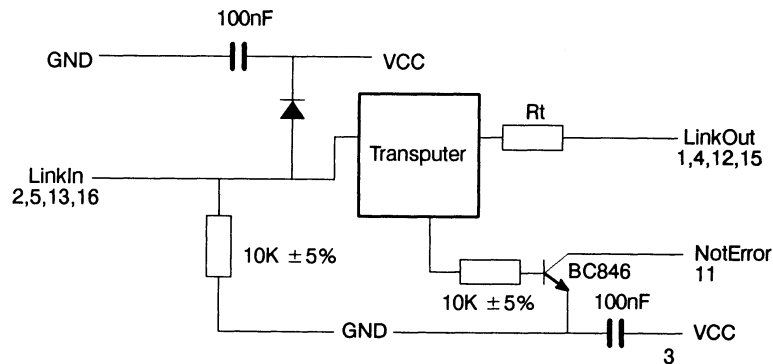 100nF
GND
VCC
Rt
Transputer
LinkOut
1,4,12,15
LinkIn
2,5,13,16
10K ±5%
NotError
11
BC846
10K ±5%
100nF
GND
VCC
3